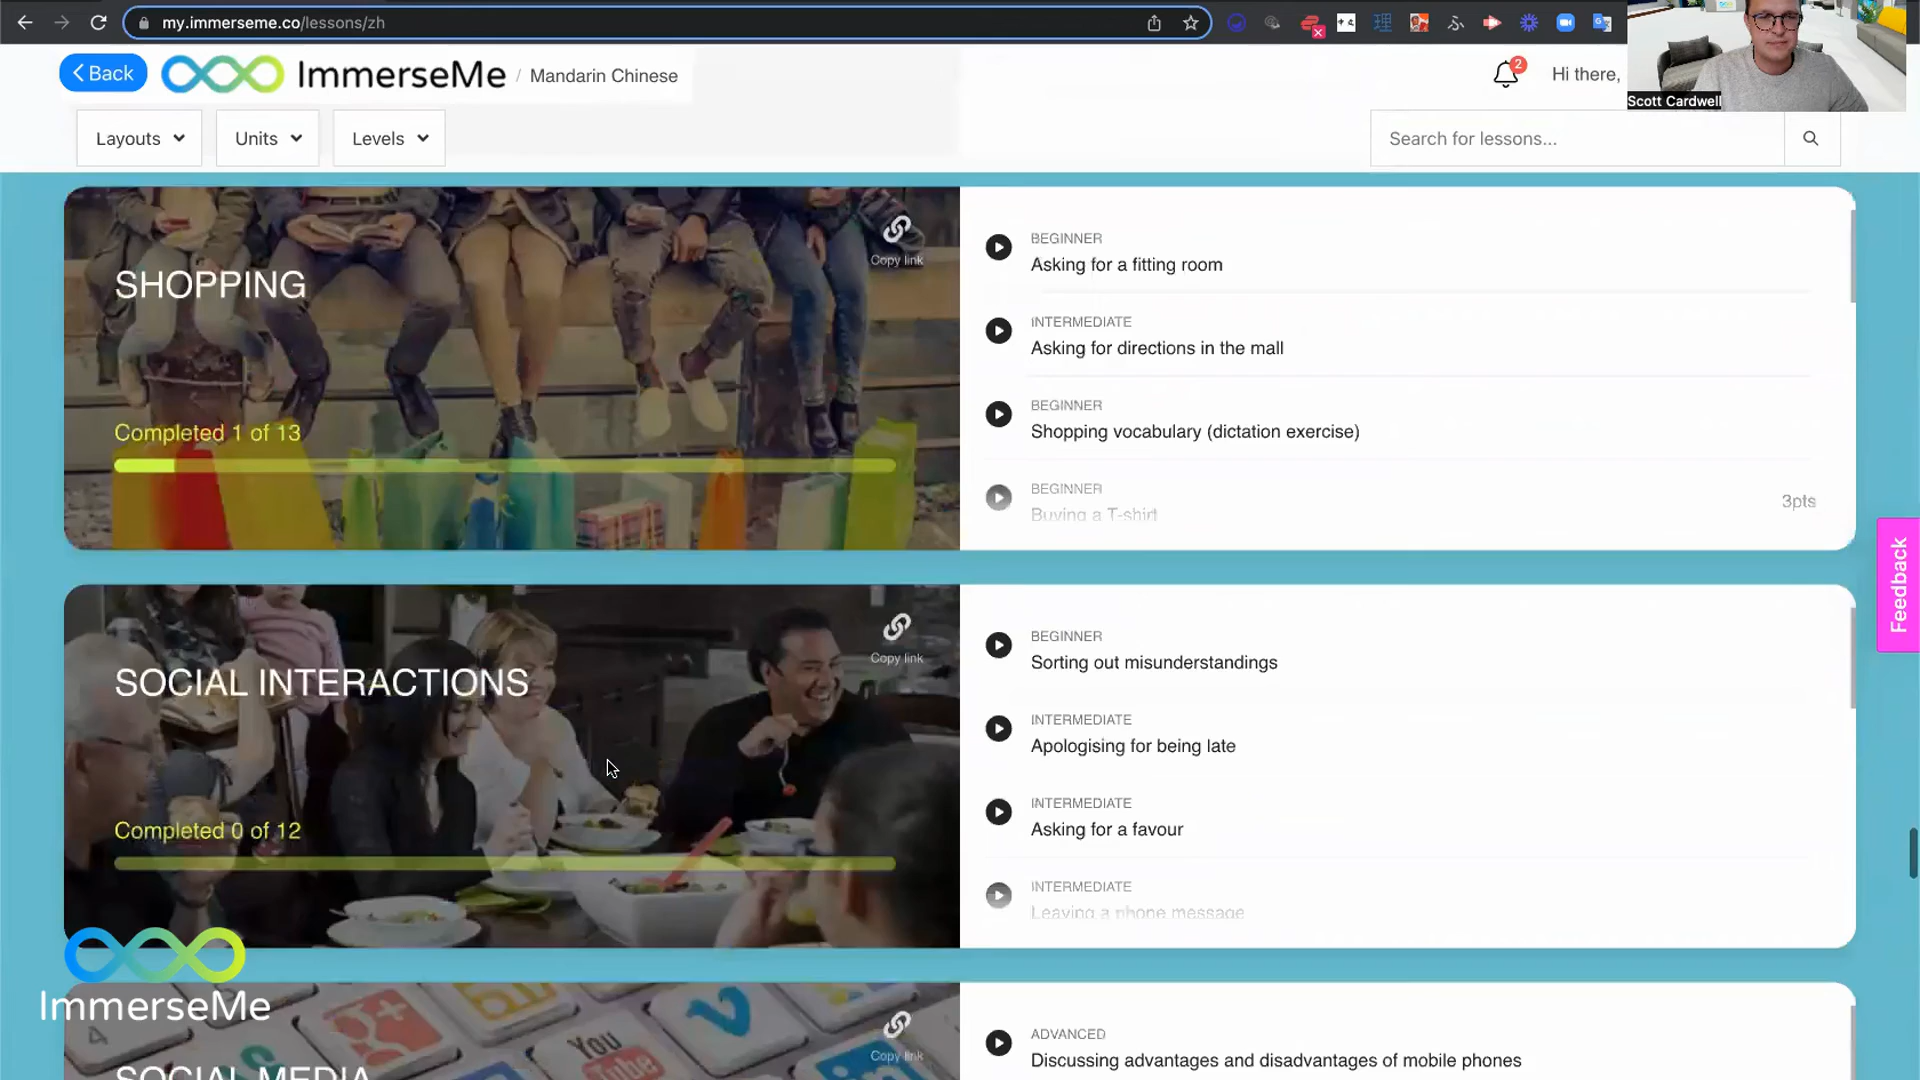 my.immerseme.co/lessons/zh
Back
ImmerseMe / Mandarin Chinese
2
Hi there,
Scott Cardwell
Layouts
Units
Levels
Search for lessons...
SHOPPING
Copy link
Completed 1 of 13
BEGINNER
Asking for a fitting room
INTERMEDIATE
Asking for directions in the mall
BEGINNER
Shopping vocabulary (dictation exercise)
BEGINNER
Buying a T-shirt
3pts
Feedback
SOCIAL INTERACTIONS
Copy link
Completed 0 of 12
BEGINNER
Sorting out misunderstandings
INTERMEDIATE
Apologising for being late
INTERMEDIATE
Asking for a favour
INTERMEDIATE
Leaving a phone message
ImmerseMe
SOCIAL MEDIA
Copy link
You
Tube
ADVANCED
Discussing advantages and disadvantages of mobile phones